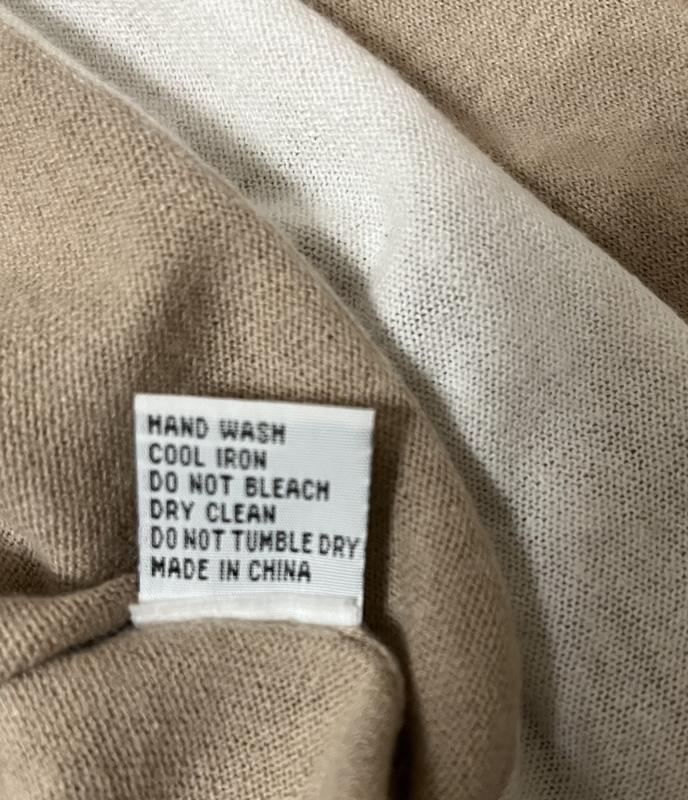 HAND WASH
COOL IRON
DO NOT BLEACH
DRY CLEAN
DO NOT TUMBLE DRY
MADE IN CHINA